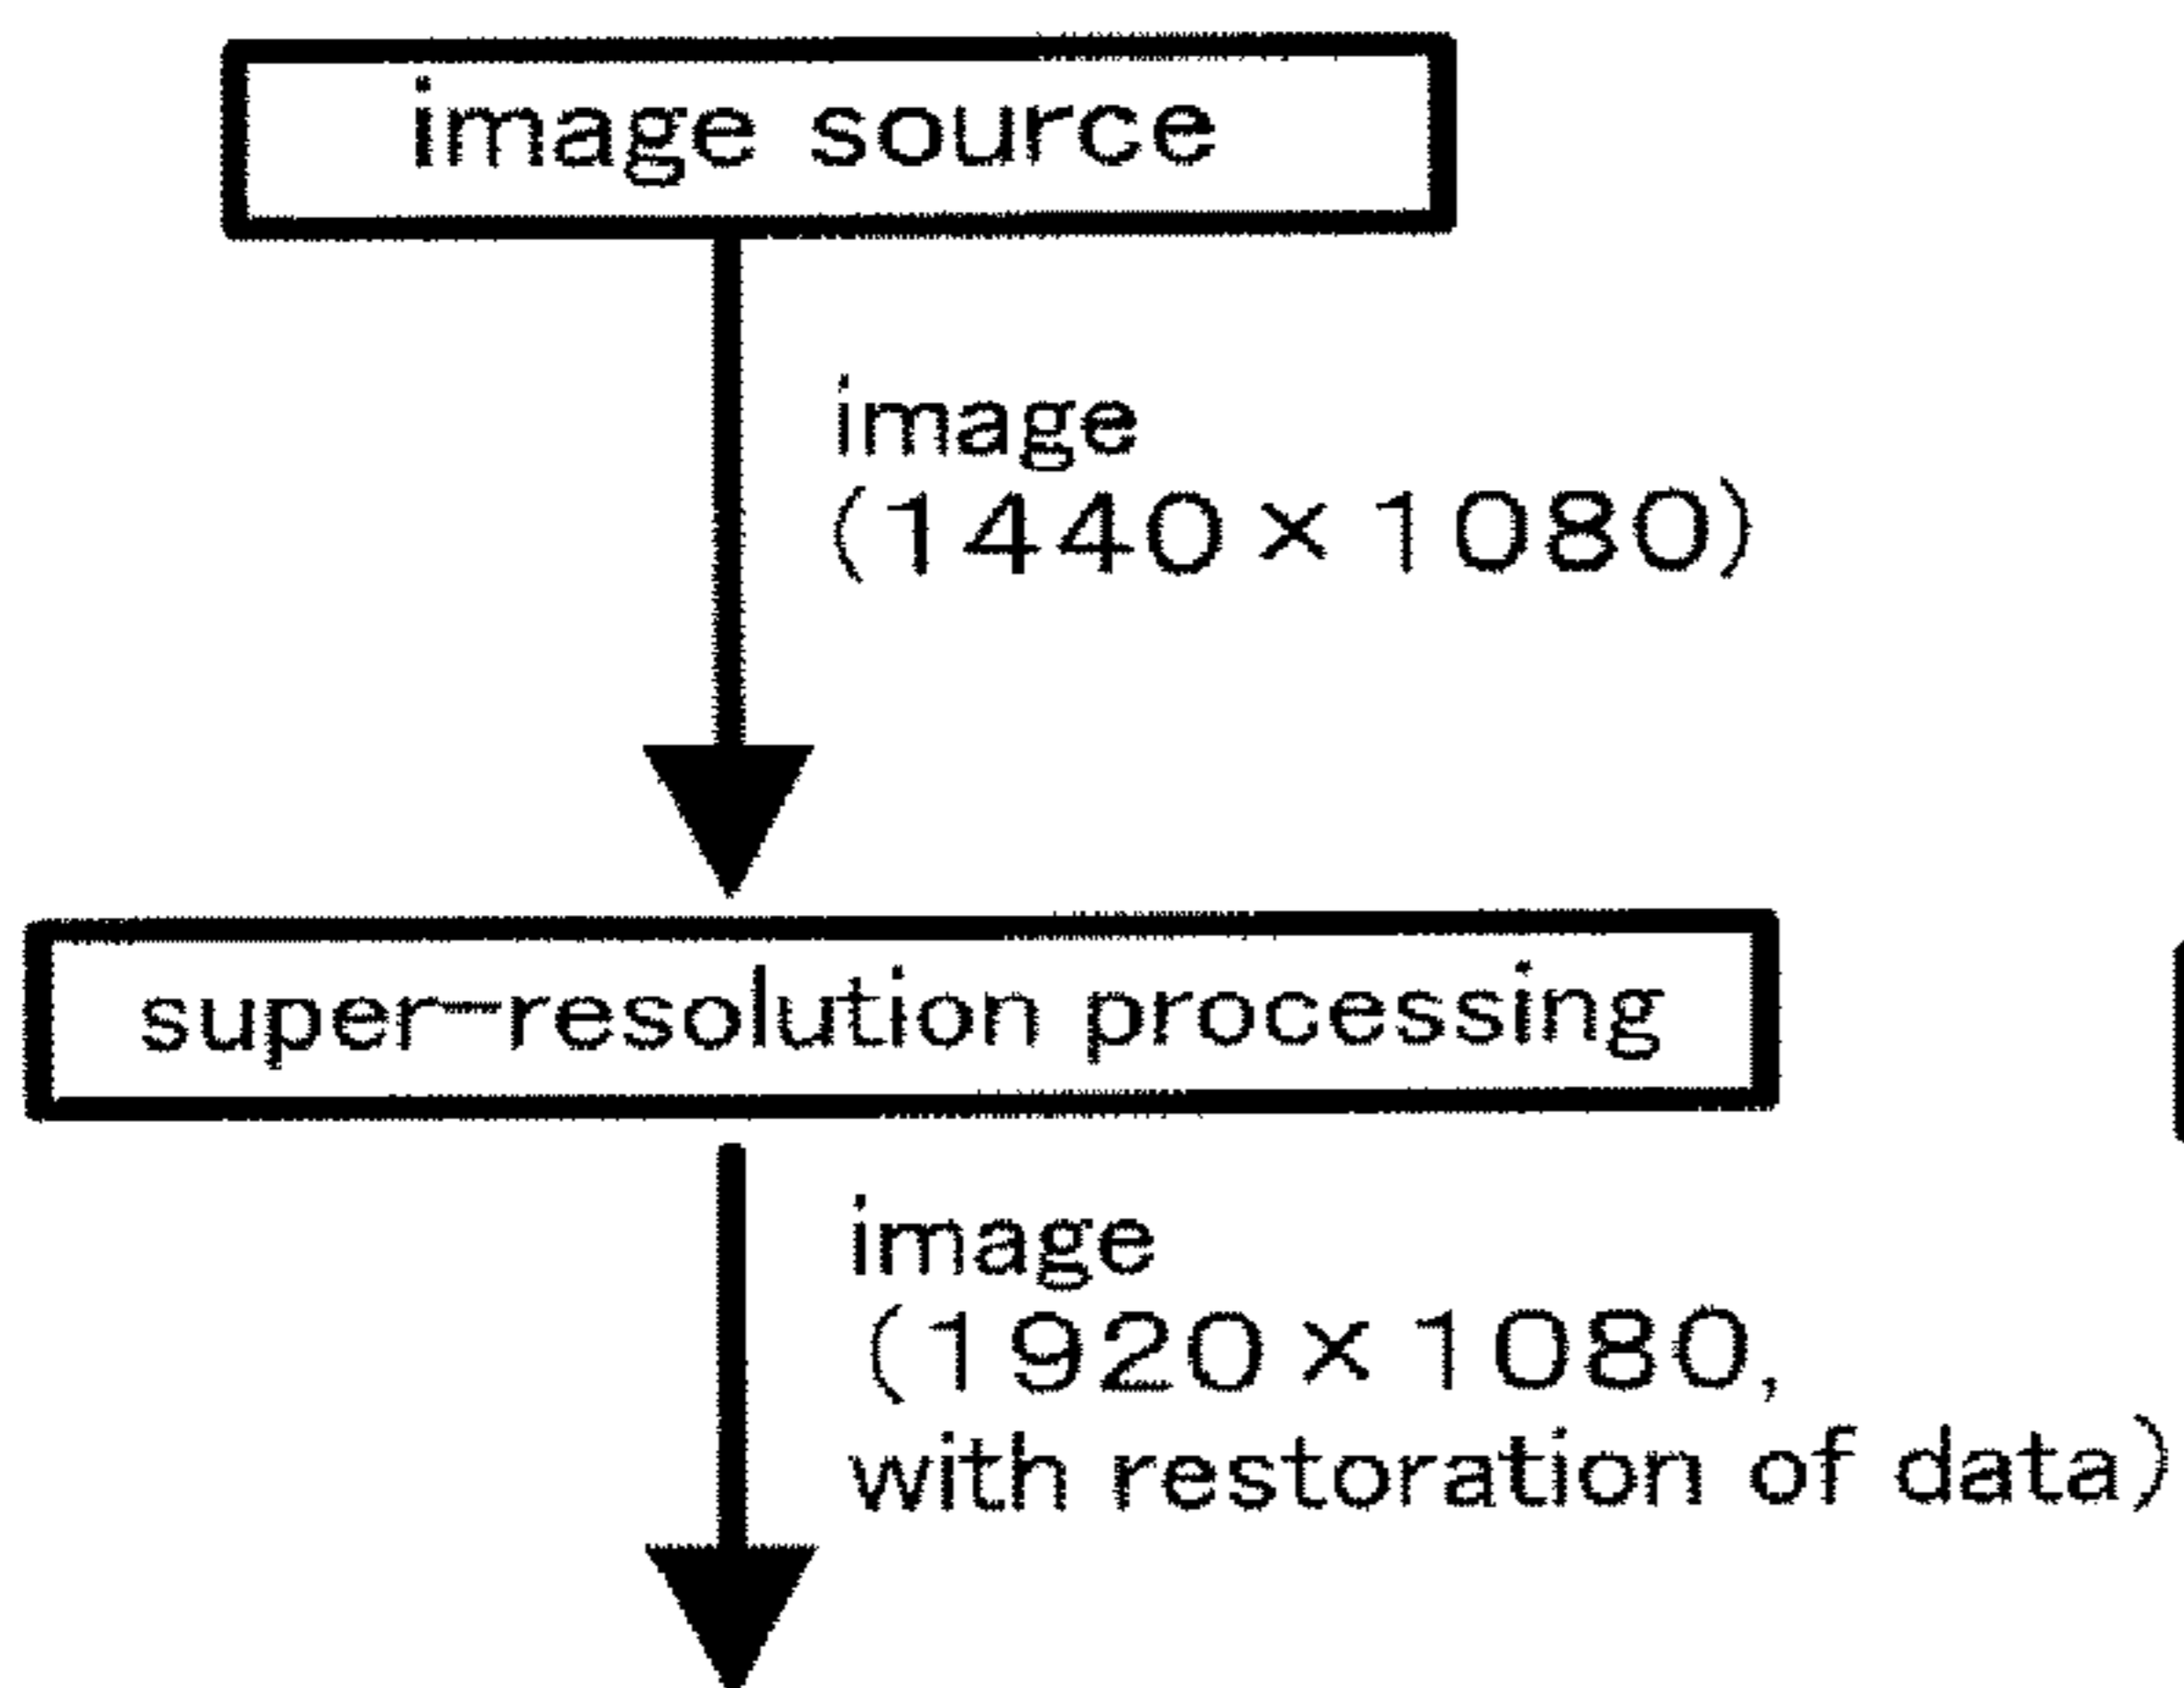 image source
image
(1440×1080)
super-resolution processing
image
(1920×1080,
with restoration of data)